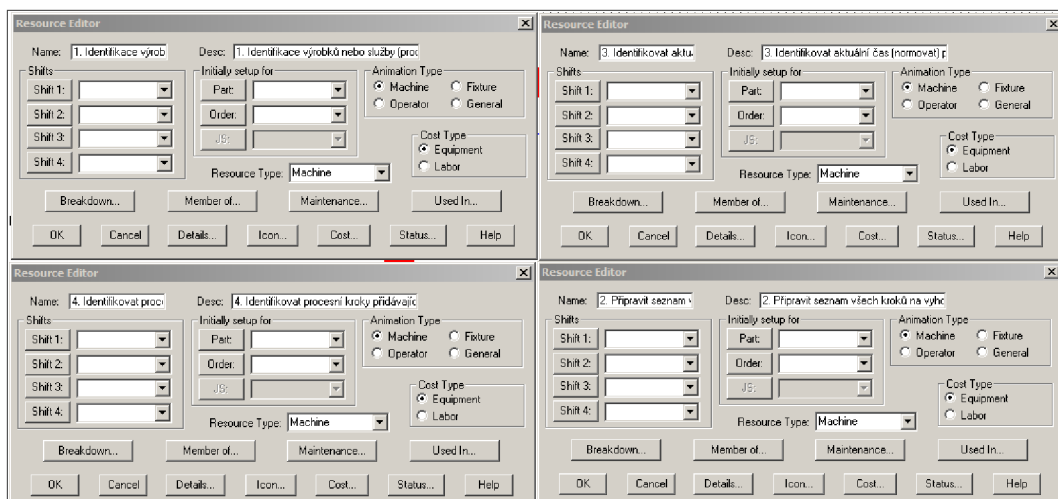 Resource Editor
Name: 1. Identifikace výrob Desc: 1. Identifikace výrobků nebo služby (proc
Shifts Initially setup for Animation Type
Shift 1: Part: Machine Fixture
Shift 2: Order: Operator General
Shift 3: JS: Cost Type
Shift 4: Equipment
Resource Type: Machine Labor
Breakdown... Member of... Maintenance... Used In...
OK Cancel Details... Icon... Cost... Status... Help
Resource Editor
Name: 3. Identifikovat aktu Desc: 3. Identifikovat aktuální čas (normovat) p
Shifts Initially setup for Animation Type
Shift 1: Part: Machine Fixture
Shift 2: Order: Operator General
Shift 3: JS: Cost Type
Shift 4: Equipment
Resource Type: Machine Labor
Breakdown... Member of... Maintenance... Used In...
OK Cancel Details... Icon... Cost... Status... Help
Resource Editor
Name: 4. Identifikovat proce Desc: 4. Identifikovat procesní kroky přidávajíc
Shifts Initially setup for Animation Type
Shift 1: Part: Machine Fixture
Shift 2: Order: Operator General
Shift 3: JS: Cost Type
Shift 4: Equipment
Resource Type: Machine Labor
Breakdown... Member of... Maintenance... Used In...
OK Cancel Details... Icon... Cost... Status... Help
Resource Editor
Name: 2. Připravit seznam v Desc: 2. Připravit seznam všech kroků na vyho
Shifts Initially setup for Animation Type
Shift 1: Part: Machine Fixture
Shift 2: Order: Operator General
Shift 3: JS: Cost Type
Shift 4: Equipment
Resource Type: Machine Labor
Breakdown... Member of... Maintenance... Used In...
OK Cancel Details... Icon... Cost... Status... Help